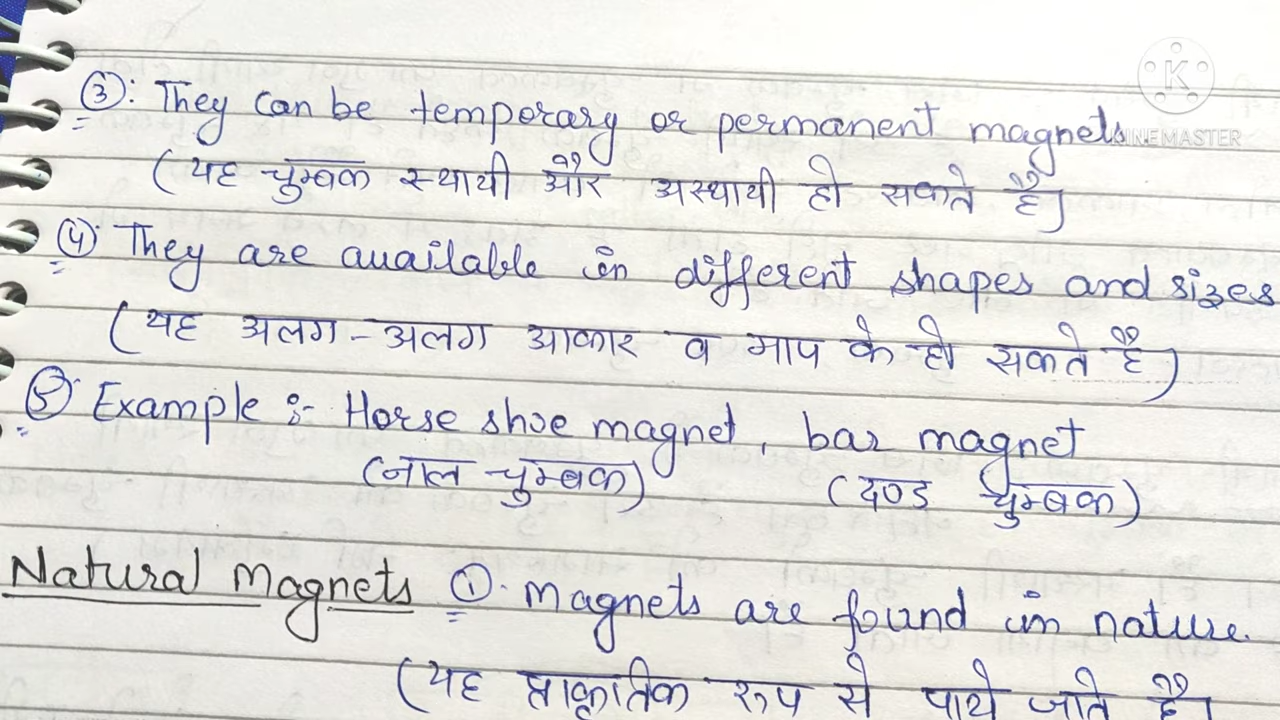 ③: They can be temporary or permanent magnets.
(यह चुम्बक स्थायी और अस्थायी हो सकते हैं)
④: They are available in different shapes and sizes
(यह अलग-अलग आकार व माप के हो सकते हैं)
⑤: Example :- Horse shoe magnet, bar magnet
(नाल चुम्बक) (दण्ड चुम्बक)
Natural Magnets ①. Magnets are found in nature.
(यह प्राकृतिक रूप से पाये जाते हैं।
K
KINEMASTER